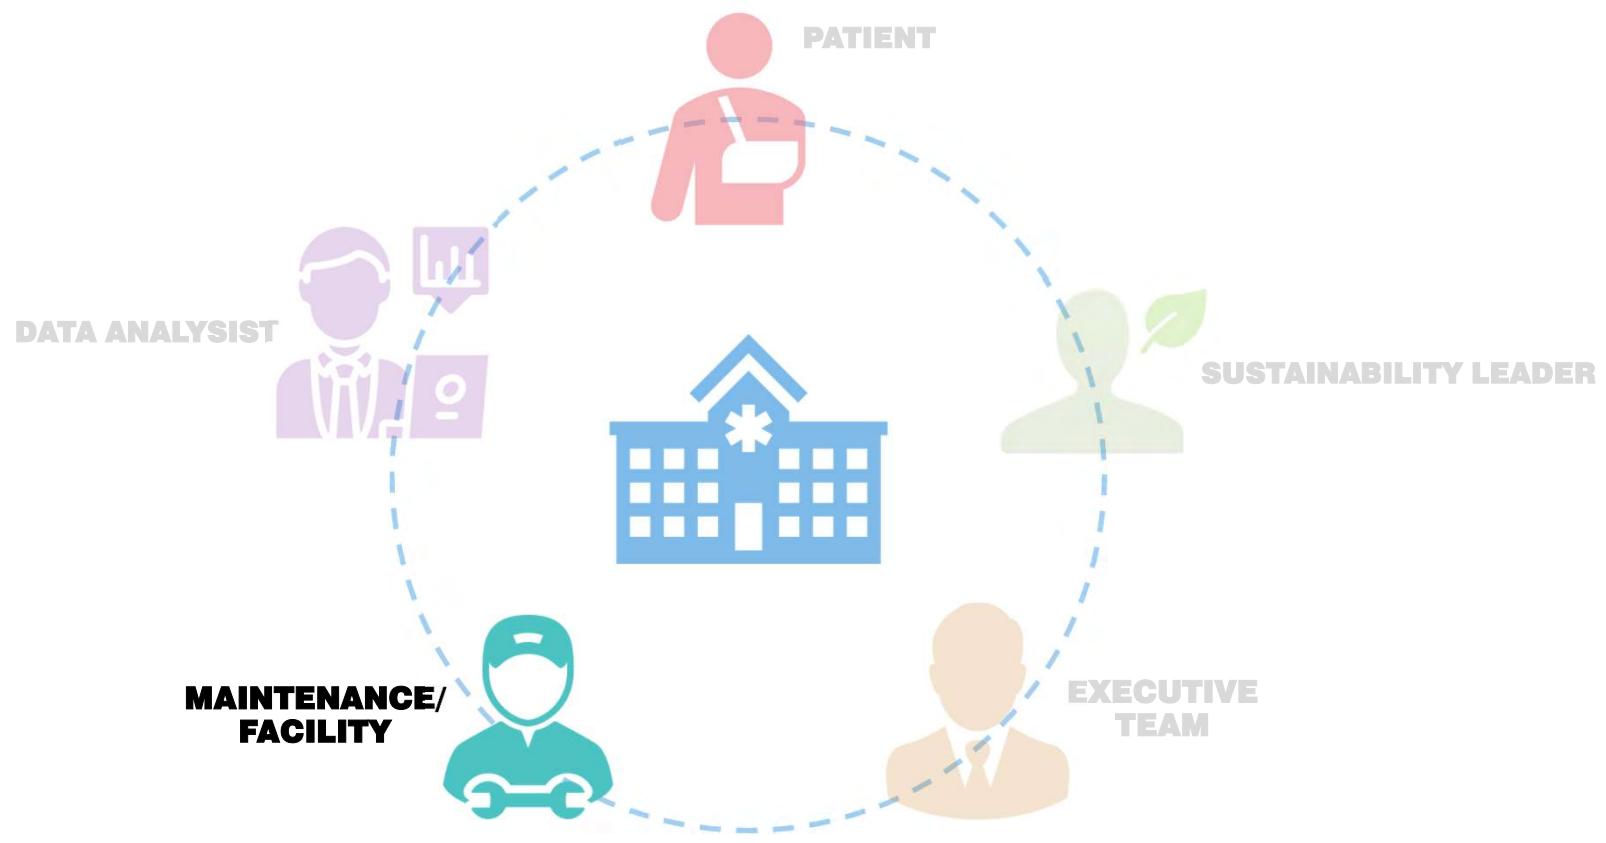 PATIENT
DATA ANALYSIST
SUSTAINABILITY LEADER
MAINTENANCE/
FACILITY
EXECUTIVE
TEAM